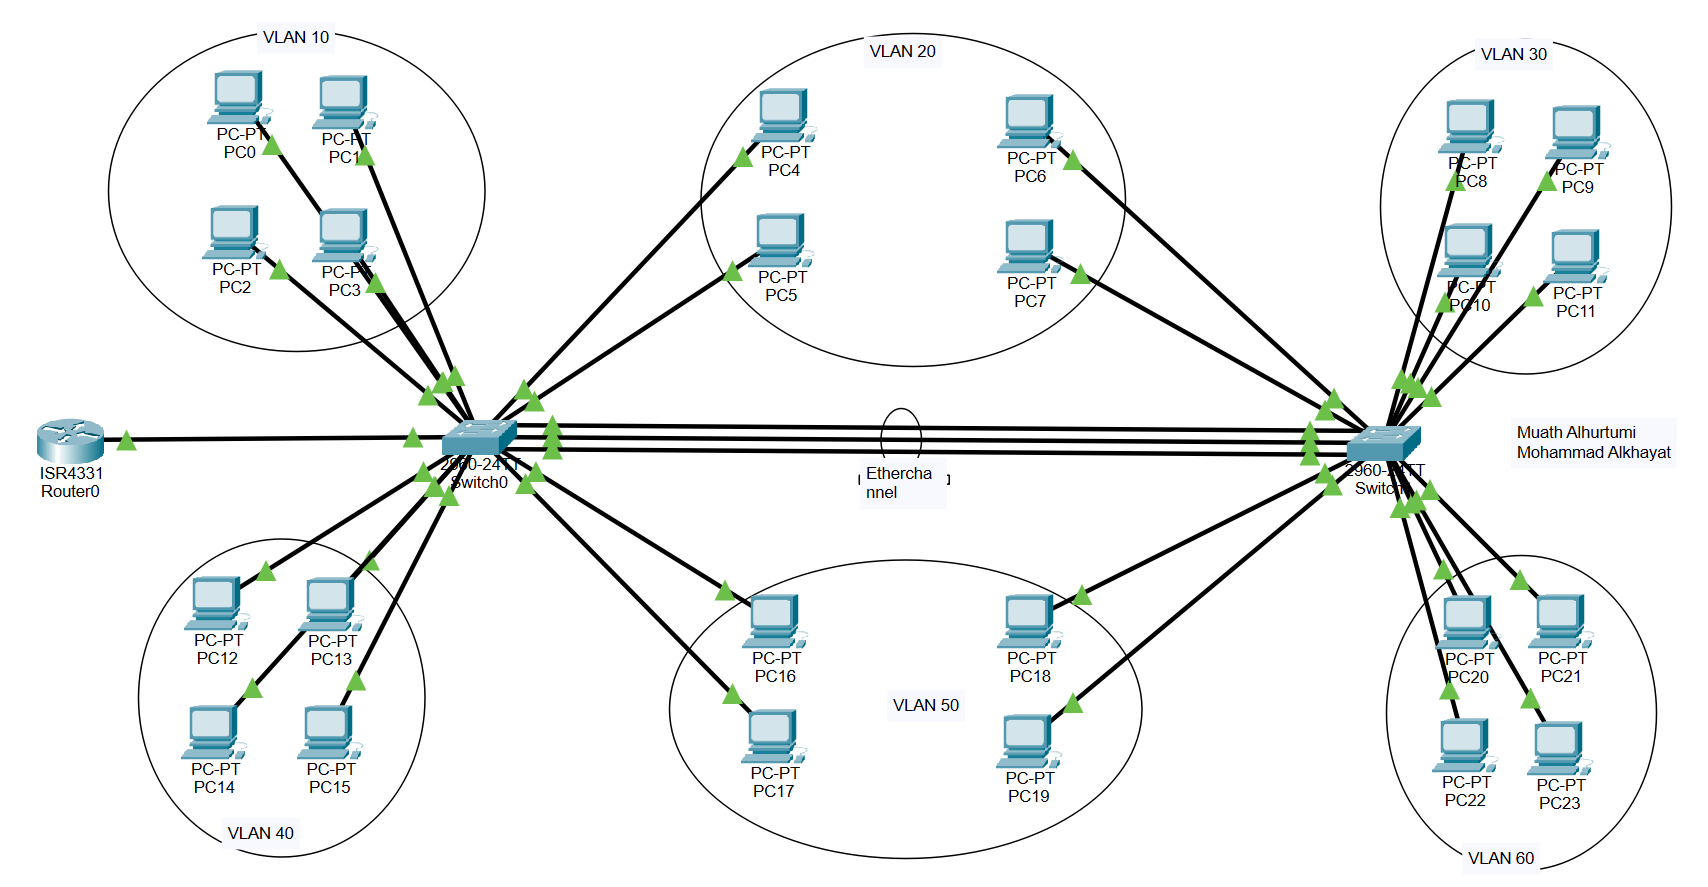 VLAN 10
VLAN 20
VLAN 30
PC-PT
PC0
PC-PT
PC1
PC-PT
PC2
PC-PT
PC3
PC-PT
PC4
PC-PT
PC5
PC-PT
PC6
PC-PT
PC7
PC-PT
PC8
PC-PT
PC9
PC-PT
PC10
PC-PT
PC11
ISR4331
Router0
2960-24TT
Switch0
Ethercha
nnel
2960-24TT
Switch
Muath Alhurtumi
Mohammad Alkhayat
PC-PT
PC12
PC-PT
PC13
PC-PT
PC14
PC-PT
PC15
VLAN 40
PC-PT
PC16
PC-PT
PC17
PC-PT
PC18
PC-PT
PC19
VLAN 50
PC-PT
PC20
PC-PT
PC21
PC-PT
PC22
PC-PT
PC23
VLAN 60